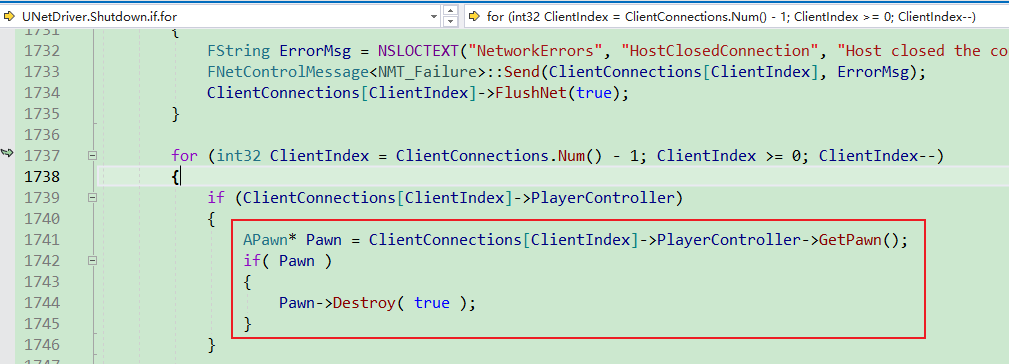 UNetDriver.Shutdown.if.for
for (int32 ClientIndex = ClientConnections.Num() - 1; ClientIndex >= 0; ClientIndex--)
1731 {
1732 FString ErrorMsg = NSLOCTEXT("NetworkErrors", "HostClosedConnection", "Host closed the co
1733 FNetControlMessage<NMT_Failure>::Send(ClientConnections[ClientIndex], ErrorMsg);
1734 ClientConnections[ClientIndex]->FlushNet(true);
1735 }
1736
1737 for (int32 ClientIndex = ClientConnections.Num() - 1; ClientIndex >= 0; ClientIndex--)
1738 {
1739 if (ClientConnections[ClientIndex]->PlayerController)
1740 {
1741 APawn* Pawn = ClientConnections[ClientIndex]->PlayerController->GetPawn();
1742 if( Pawn )
1743 {
1744 Pawn->Destroy( true );
1745 }
1746 }